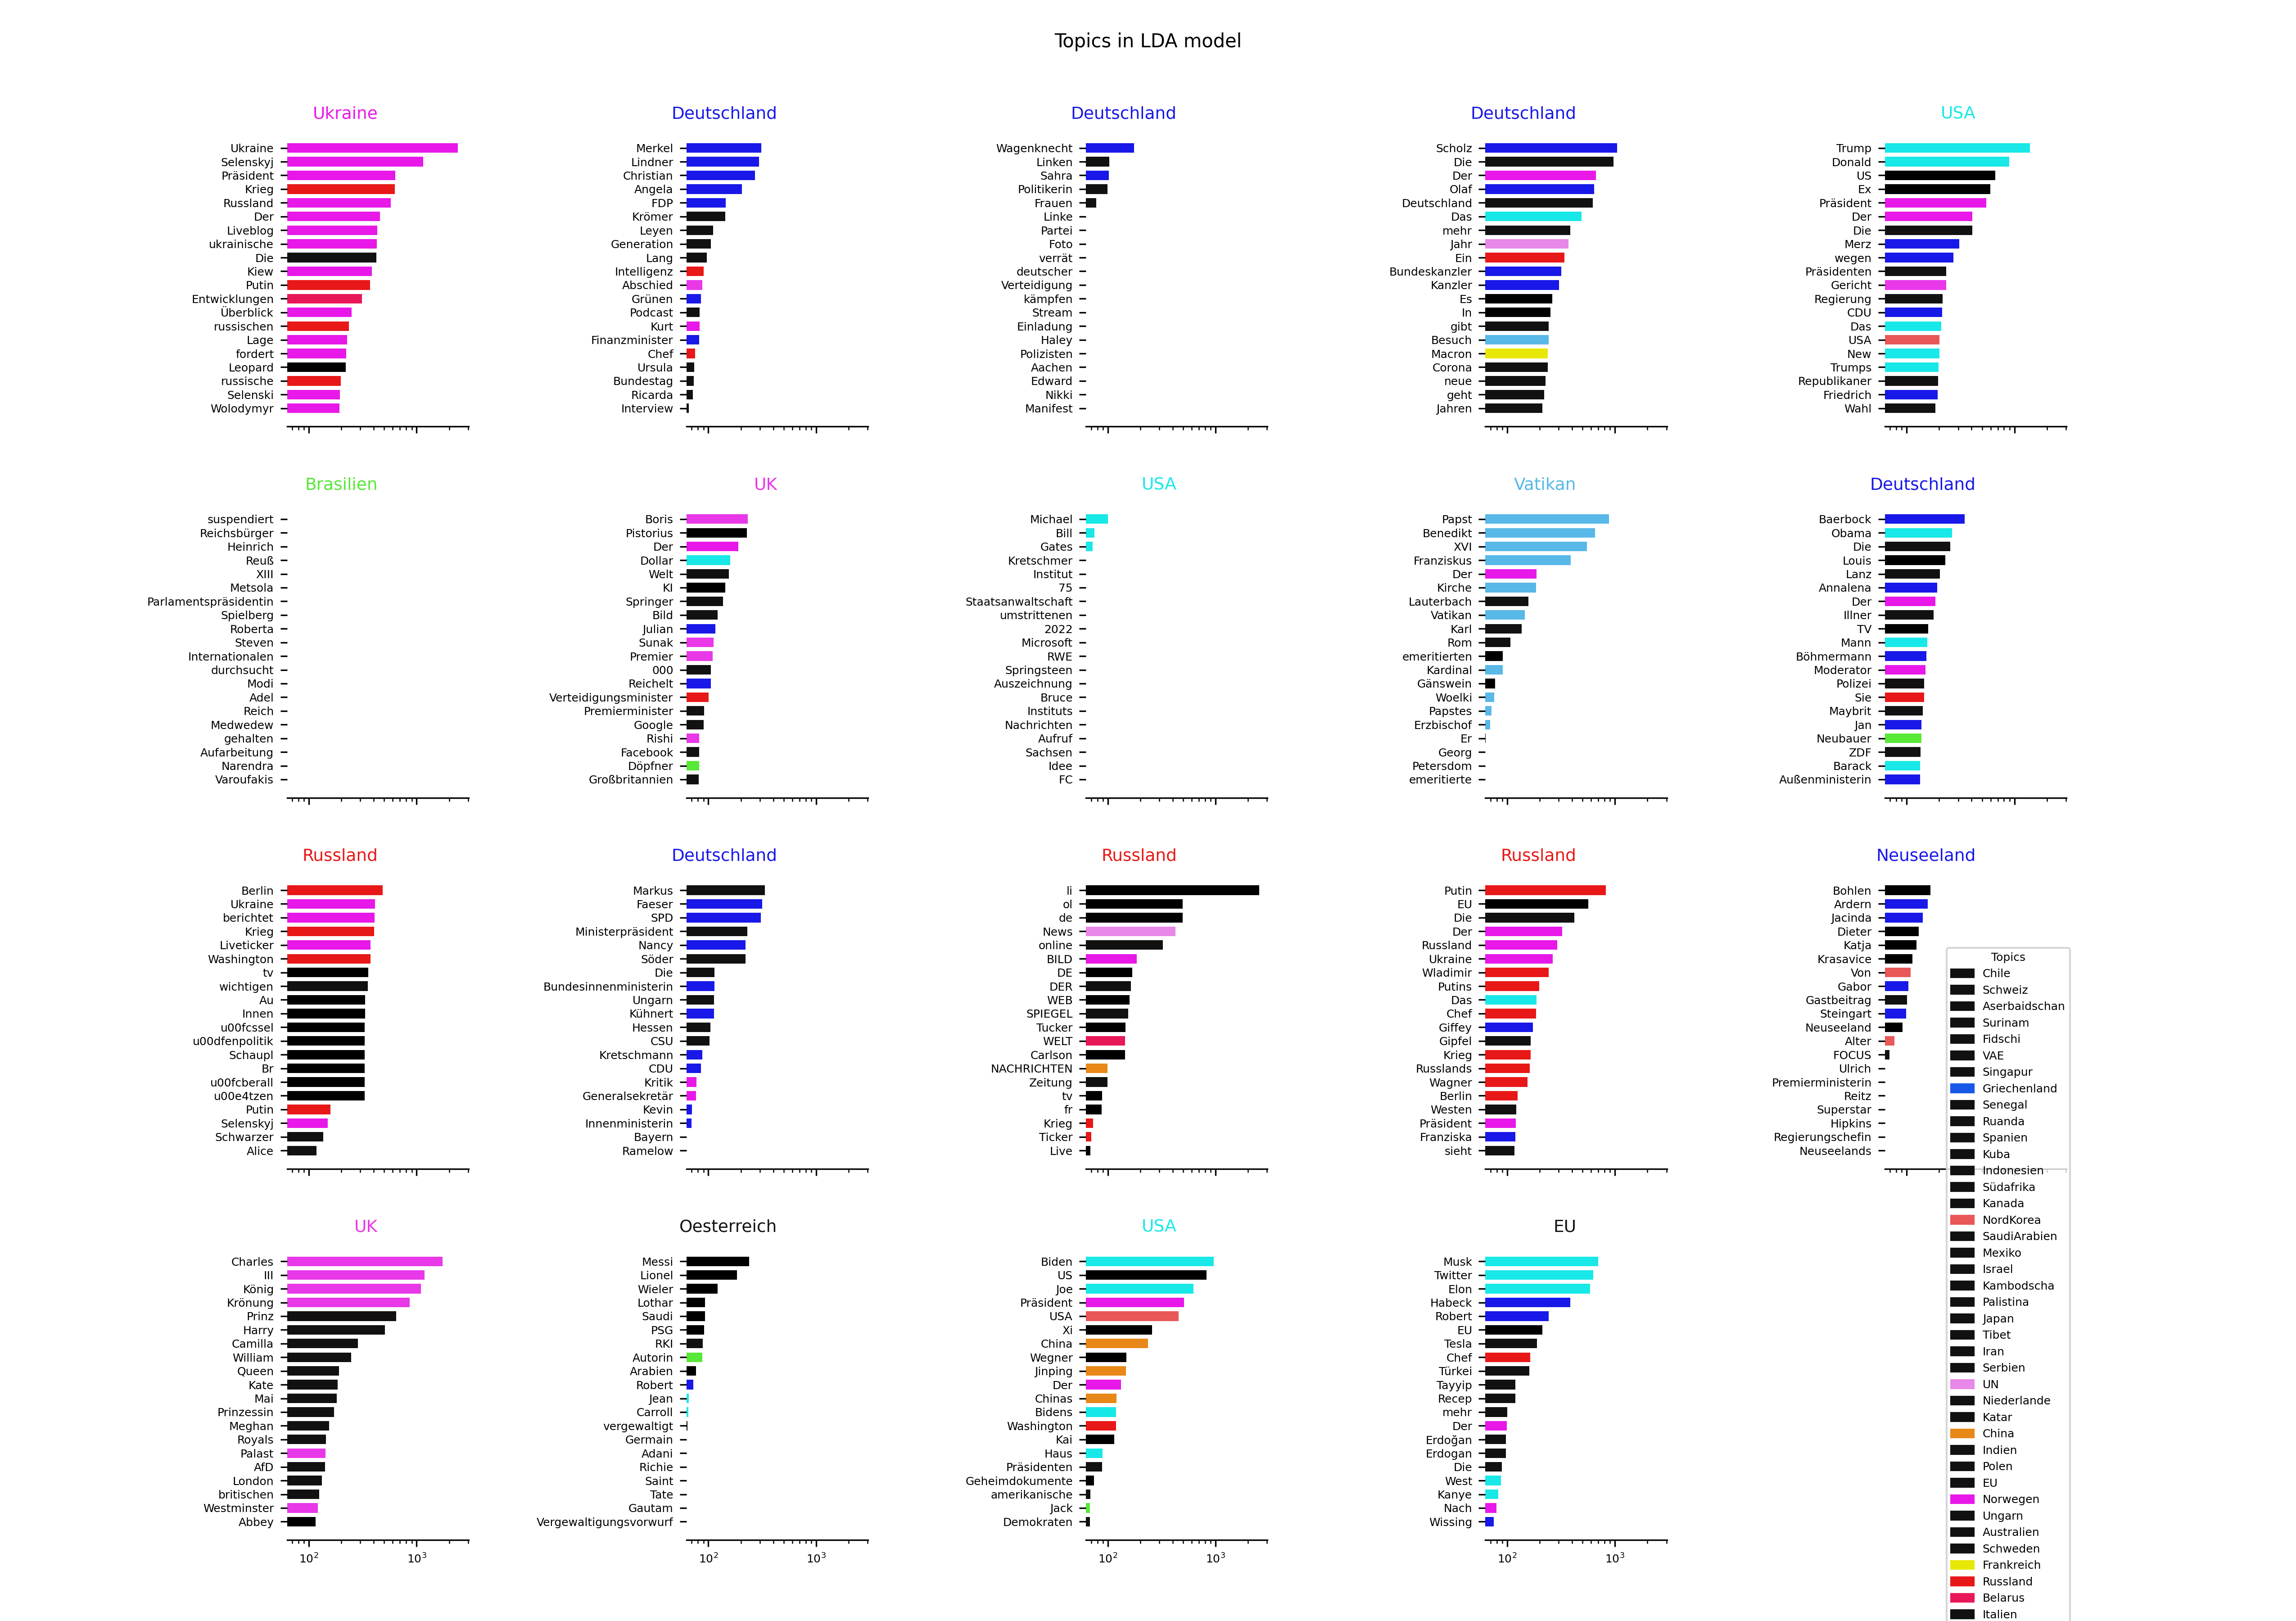 Topics in LDA model
Ukraine
Ukraine
Selenskyj
Präsident
Krieg
Russland
Der
Liveblog
ukrainische
Die
Kiew
Putin
Entwicklungen
Überblick
russischen
Lage
fordert
Leopard
russische
Selenski
Wolodymyr
Deutschland
Merkel
Lindner
Christian
Angela
FDP
Krömer
Leyen
Generation
Lang
Intelligenz
Abschied
Grünen
Podcast
Kurt
Finanzminister
Chef
Ursula
Bundestag
Ricarda
Interview
Deutschland
Wagenknecht
Linken
Sahra
Politikerin
Frauen
Linke
Partei
Foto
verrät
deutscher
Verteidigung
kämpfen
Stream
Einladung
Haley
Polizisten
Aachen
Edward
Nikki
Manifest
Deutschland
Scholz
Die
Der
Olaf
Deutschland
Das
mehr
Jahr
Ein
Bundeskanzler
Kanzler
Es
In
gibt
Besuch
Macron
Corona
neue
geht
Jahren
USA
Trump
Donald
US
Ex
Präsident
Der
Die
Merz
wegen
Präsidenten
Gericht
Regierung
CDU
Das
USA
New
Trumps
Republikaner
Friedrich
Wahl
Brasilien
suspendiert
Reichsbürger
Heinrich
Reuß
XIII
Metsola
Parlamentspräsidentin
Spielberg
Roberta
Steven
Internationalen
durchsucht
Modi
Adel
Reich
Medwedew
gehalten
Aufarbeitung
Narendra
Varoufakis
UK
Boris
Pistorius
Der
Dollar
Welt
KI
Springer
Bild
Julian
Sunak
Premier
000
Reichelt
Verteidigungsminister
Premierminister
Google
Rishi
Facebook
Döpfner
Großbritannien
USA
Michael
Bill
Gates
Kretschmer
Institut
75
Staatsanwaltschaft
umstrittenen
2022
Microsoft
RWE
Springsteen
Auszeichnung
Bruce
Instituts
Nachrichten
Aufruf
Sachsen
Idee
FC
Vatikan
Papst
Benedikt
XVI
Franziskus
Der
Kirche
Lauterbach
Vatikan
Karl
Rom
emeritierten
Kardinal
Gänswein
Woelki
Papstes
Erzbischof
Er
Georg
Petersdom
emeritierte
Deutschland
Baerbock
Obama
Die
Louis
Lanz
Annalena
Der
Illner
TV
Mann
Böhmermann
Moderator
Polizei
Sie
Maybrit
Jan
Neubauer
ZDF
Barack
Außenministerin
Russland
Berlin
Ukraine
berichtet
Krieg
Liveticker
Washington
tv
wichtigen
Au
Innen
u00fcssel
u00dfenpolitik
Schaupl
Br
u00fcberall
u00e4tzen
Putin
Selenskyj
Schwarzer
Alice
Deutschland
Markus
Faeser
SPD
Ministerpräsident
Nancy
Söder
Die
Bundesinnenministerin
Ungarn
Kühnert
Hessen
CSU
Kretschmann
CDU
Kritik
Generalsekretär
Kevin
Innenministerin
Bayern
Ramelow
Russland
li
ol
de
News
online
BILD
DE
DER
WEB
SPIEGEL
Tucker
WELT
Carlson
NACHRICHTEN
Zeitung
tv
fr
Krieg
Ticker
Live
Russland
Putin
EU
Die
Der
Russland
Ukraine
Wladimir
Putins
Das
Chef
Giffey
Gipfel
Krieg
Russlands
Wagner
Berlin
Westen
Präsident
Franziska
sieht
Neuseeland
Bohlen
Ardern
Jacinda
Dieter
Katja
Krasavice
Von
Gabor
Gastbeitrag
Steingart
Neuseeland
Alter
FOCUS
Ulrich
Premierministerin
Reitz
Superstar
Hipkins
Regierungschefin
Neuseelands
UK
Charles
III
König
Krönung
Prinz
Harry
Camilla
William
Queen
Kate
Mai
Prinzessin
Meghan
Royals
Palast
AfD
London
britischen
Westminster
Abbey
10²
10³
Oesterreich
Messi
Lionel
Wieler
Lothar
Saudi
PSG
RKI
Autorin
Arabien
Robert
Jean
Carroll
vergewaltigt
Germain
Adani
Richie
Saint
Tate
Gautam
Vergewaltigungsvorwurf
10²
10³
USA
Biden
US
Joe
Präsident
USA
Xi
China
Wegner
Jinping
Der
Chinas
Bidens
Washington
Kai
Haus
Präsidenten
Geheimdokumente
amerikanische
Jack
Demokraten
10²
10³
EU
Musk
Twitter
Elon
Habeck
Robert
EU
Tesla
Chef
Türkei
Tayyip
Recep
mehr
Der
Erdoğan
Erdogan
Die
West
Kanye
Nach
Wissing
10²
10³
Topics
Chile
Schweiz
Aserbaidschan
Surinam
Fidschi
VAE
Singapur
Griechenland
Senegal
Ruanda
Spanien
Kuba
Indonesien
Südafrika
Kanada
NordKorea
SaudiArabien
Mexiko
Israel
Kambodscha
Palistina
Japan
Tibet
Iran
Serbien
UN
Niederlande
Katar
China
Indien
Polen
EU
Norwegen
Ungarn
Australien
Schweden
Frankreich
Russland
Belarus
Italien